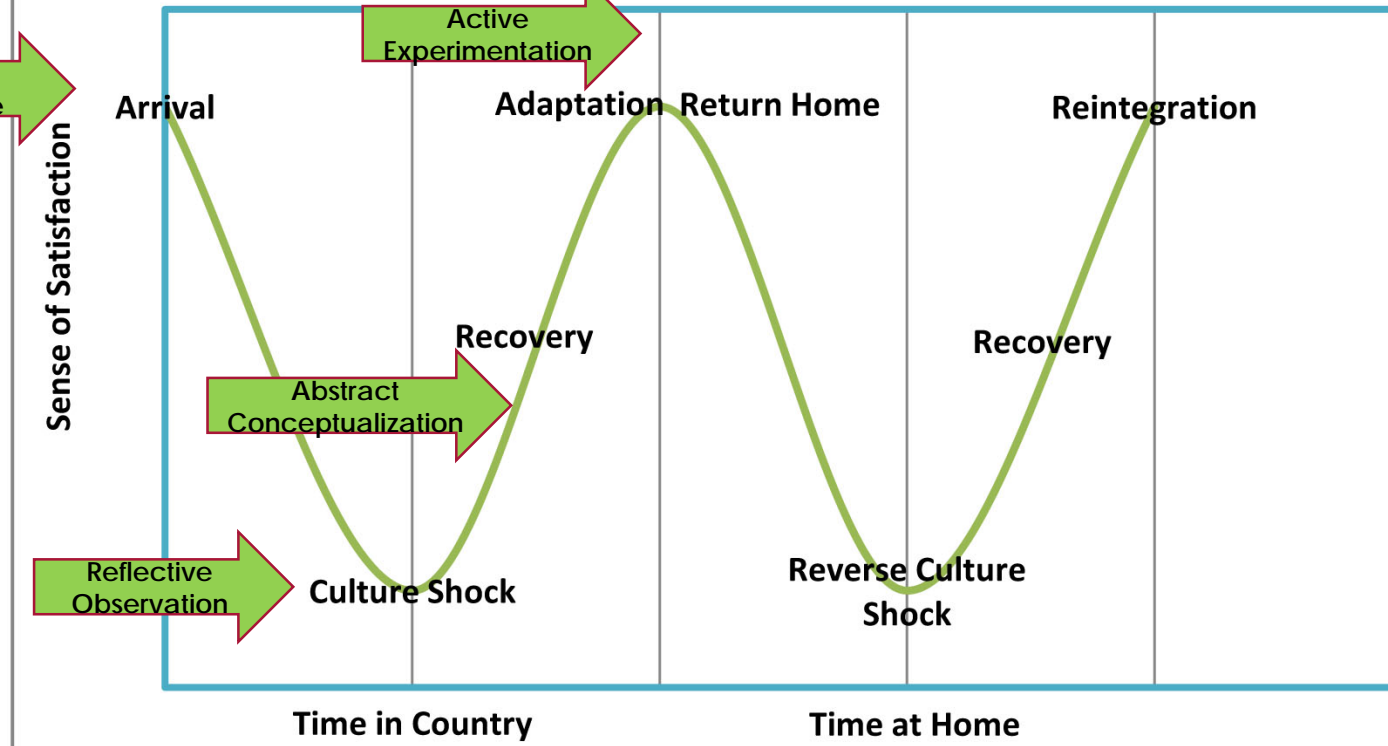 Active
Experimentation
Arrival
Adaptation
Return Home
Reintegration
Sense of Satisfaction
Recovery
Recovery
Abstract
Conceptualization
Reflective
Observation
Culture Shock
Reverse Culture
Shock
Time in Country
Time at Home